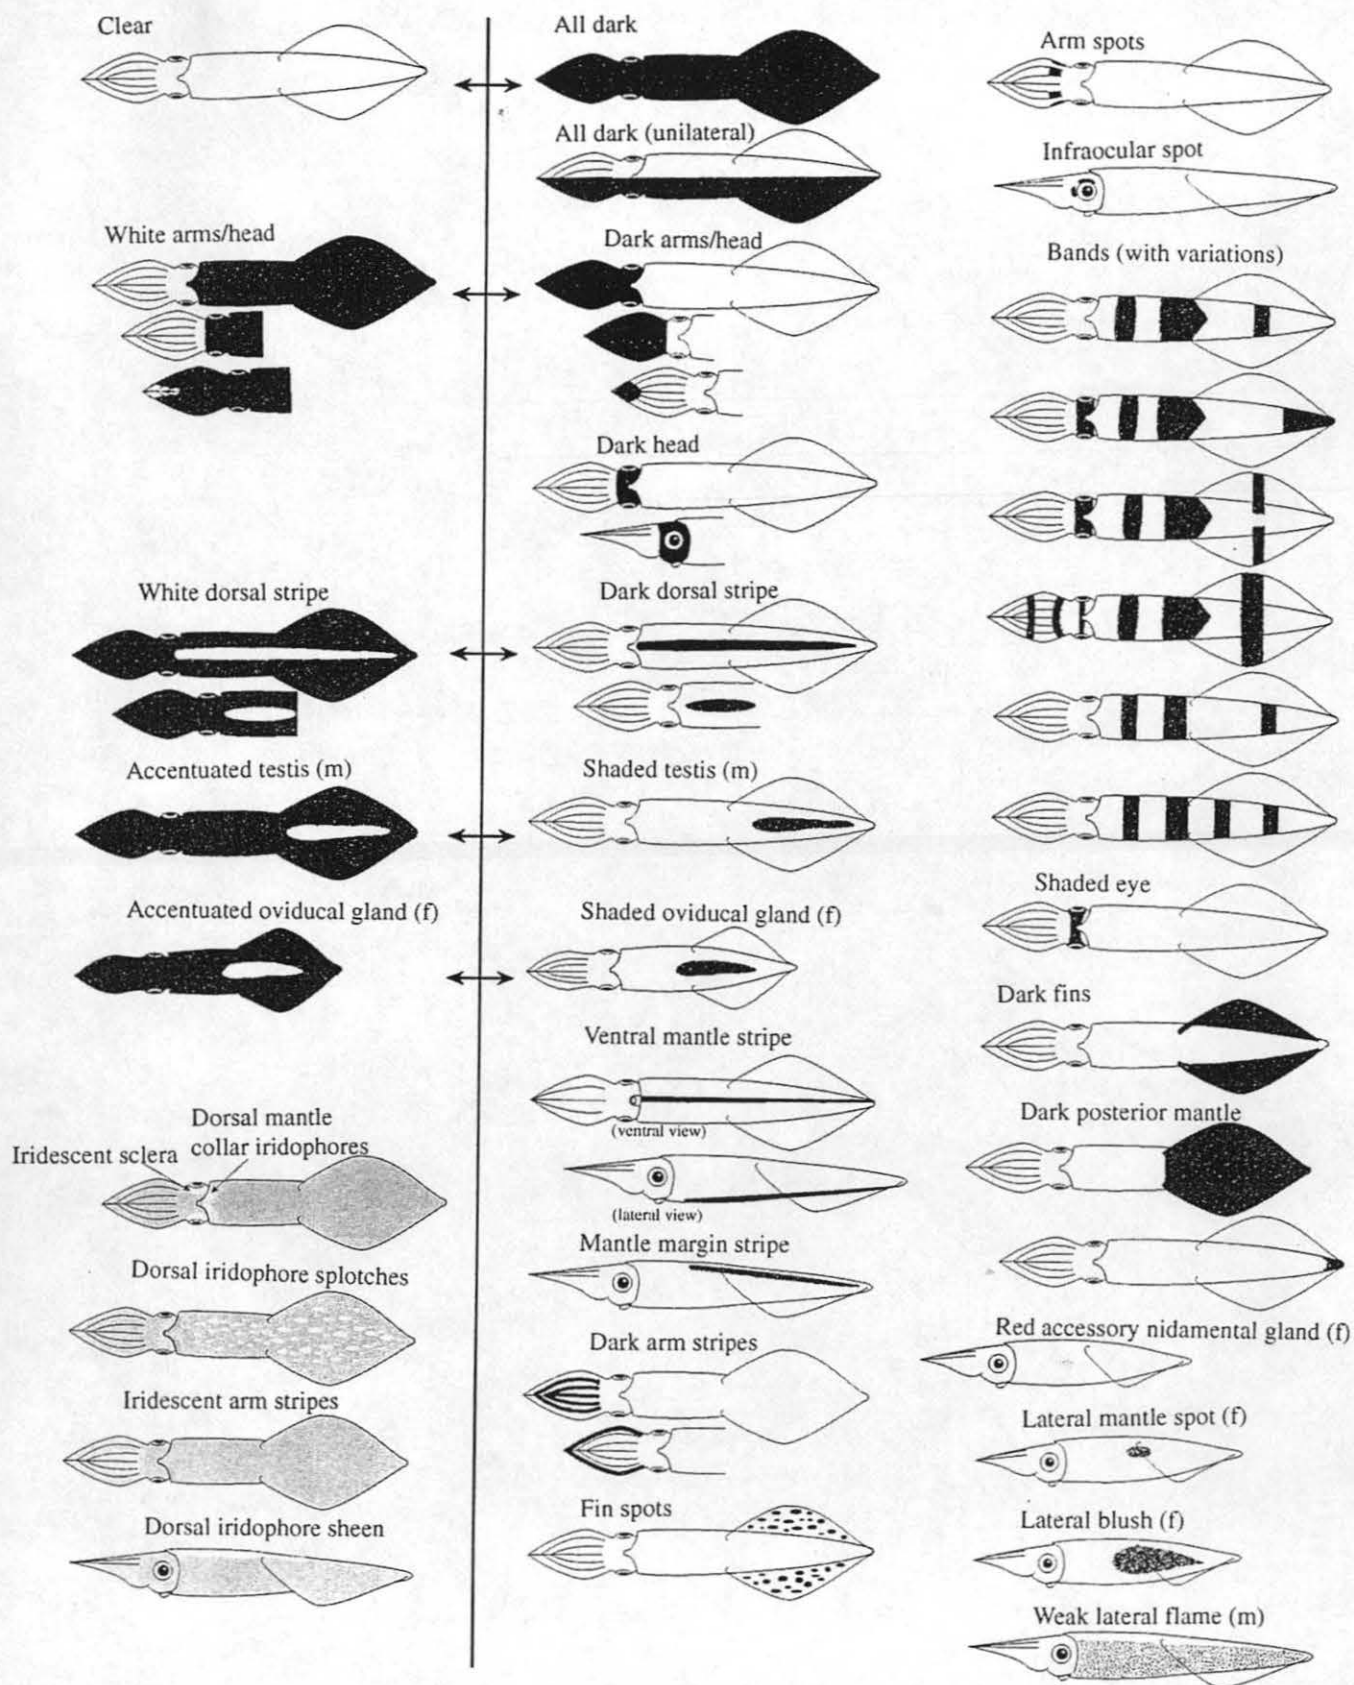 Clear
White arms/head
White dorsal stripe
Accentuated testis (m)
Accentuated oviducal gland (f)
Dorsal mantle
collar iridophores
Iridescent sclera
Dorsal iridophore splotches
Iridescent arm stripes
Dorsal iridophore sheen
All dark
All dark (unilateral)
Dark arms/head
Dark head
Dark dorsal stripe
Shaded testis (m)
Shaded oviducal gland (f)
Ventral mantle stripe
(ventral view)
(lateral view)
Mantle margin stripe
Dark arm stripes
Fin spots
Arm spots
Infraocular spot
Bands (with variations)
Shaded eye
Dark fins
Dark posterior mantle
Red accessory nidamental gland (f)
Lateral mantle spot (f)
Lateral blush (f)
Weak lateral flame (m)